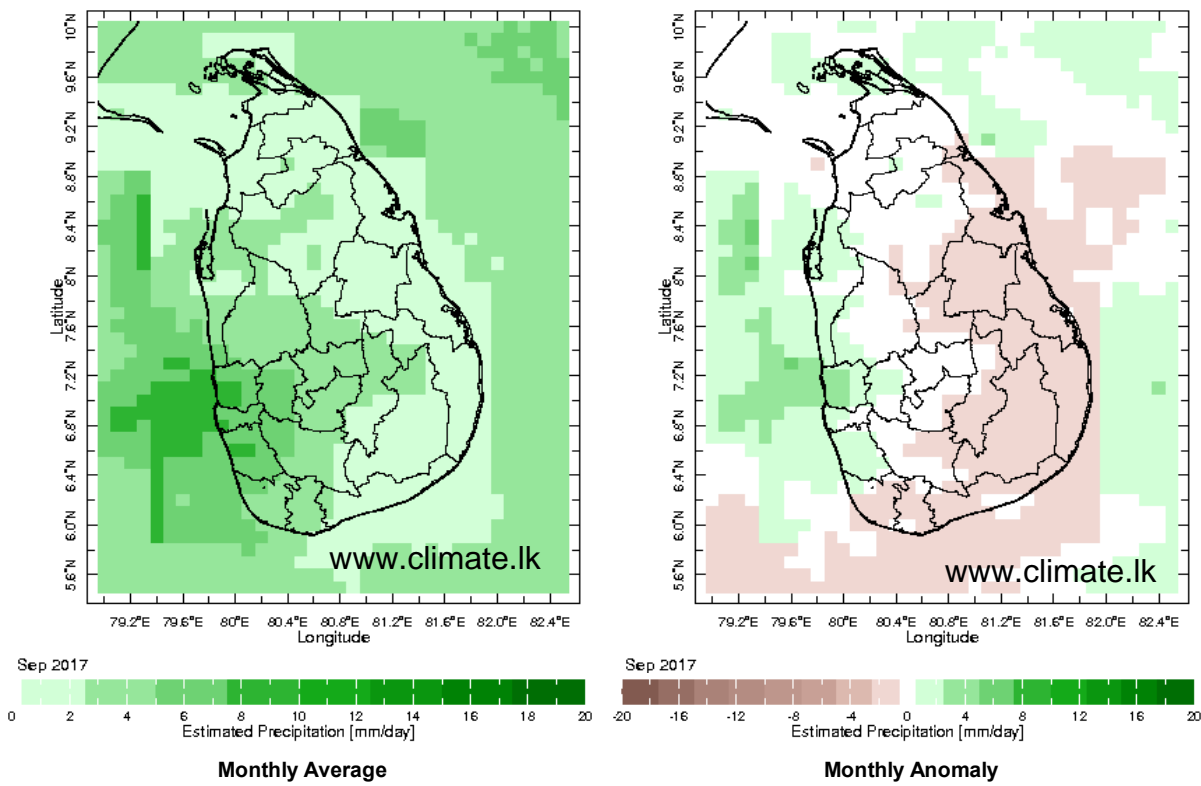 10°N
9.6°N
9.2°N
8.8°N
8.4°N
8°N
7.6°N
7.2°N
6.8°N
6.4°N
6.0°N
5.6°N
Latitude
www.climate.lk
79.2°E 79.6°E 80°E 80.4°E 80.8°E 81.2°E 81.6°E 82.0°E 82.4°E
Longitude
Sep 2017
0 2 4 6 8 10 12 14 16 18 20
Estimated Precipitation [mm/day]
Monthly Average
10°N
9.6°N
9.2°N
8.8°N
8.4°N
8°N
7.6°N
7.2°N
6.8°N
6.4°N
6.0°N
5.6°N
Latitude
www.climate.lk
79.2°E 79.6°E 80°E 80.4°E 80.8°E 81.2°E 81.6°E 82.0°E 82.4°E
Longitude
Sep 2017
-20 -16 -12 -8 -4 0 4 8 12 16 20
Estimated Precipitation [mm/day]
Monthly Anomaly